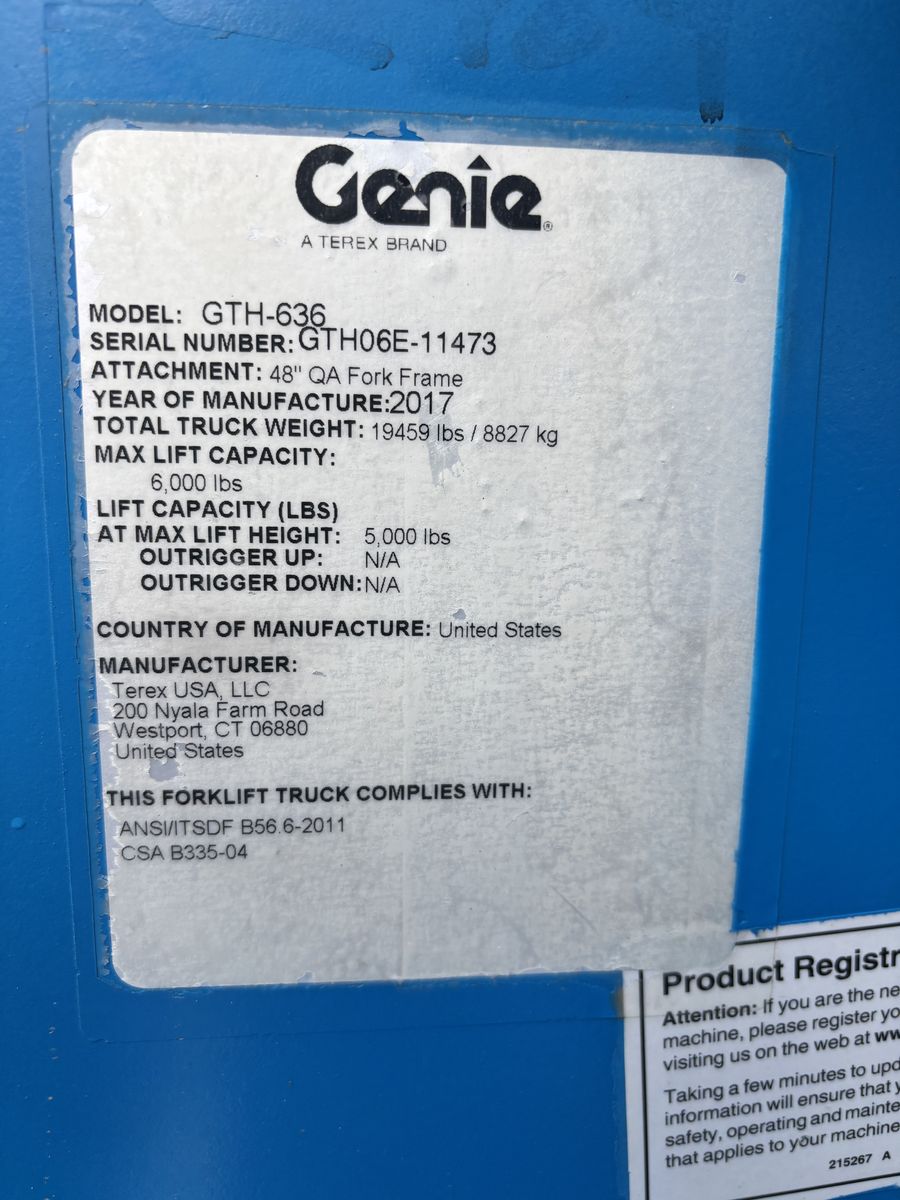 Genie®
A TEREX BRAND
MODEL: GTH-636
SERIAL NUMBER: GTH06E-11473
ATTACHMENT: 48" QA Fork Frame
YEAR OF MANUFACTURE: 2017
TOTAL TRUCK WEIGHT: 19459 lbs / 8827 kg
MAX LIFT CAPACITY:
6,000 lbs
LIFT CAPACITY (LBS)
AT MAX LIFT HEIGHT: 5,000 lbs
OUTRIGGER UP: N/A
OUTRIGGER DOWN: N/A
COUNTRY OF MANUFACTURE: United States
MANUFACTURER:
Terex USA, LLC
200 Nyala Farm Road
Westport, CT 06880
United States
THIS FORKLIFT TRUCK COMPLIES WITH:
ANSI/ITSDF B56.6-2011
CSA B335-04
Product Registr
Attention: If you are the ne
machine, please register yo
visiting us on the web at ww
Taking a few minutes to upd
information will ensure that y
safety, operating and mainte
that applies to your machine
215267 A